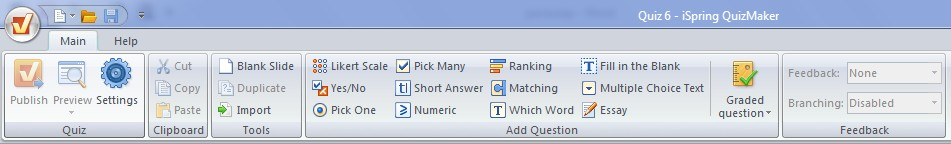 Quiz 6 - iSpring QuizMaker
Main Help
Publish Preview Settings
Quiz
Cut
Copy
Paste
Clipboard
Blank Slide
Duplicate
Import
Tools
Likert Scale Pick Many Ranking Fill in the Blank
Yes/No Short Answer Matching Multiple Choice Text
Pick One Numeric Which Word Essay
Graded
question
Add Question
Feedback: None
Branching: Disabled
Feedback